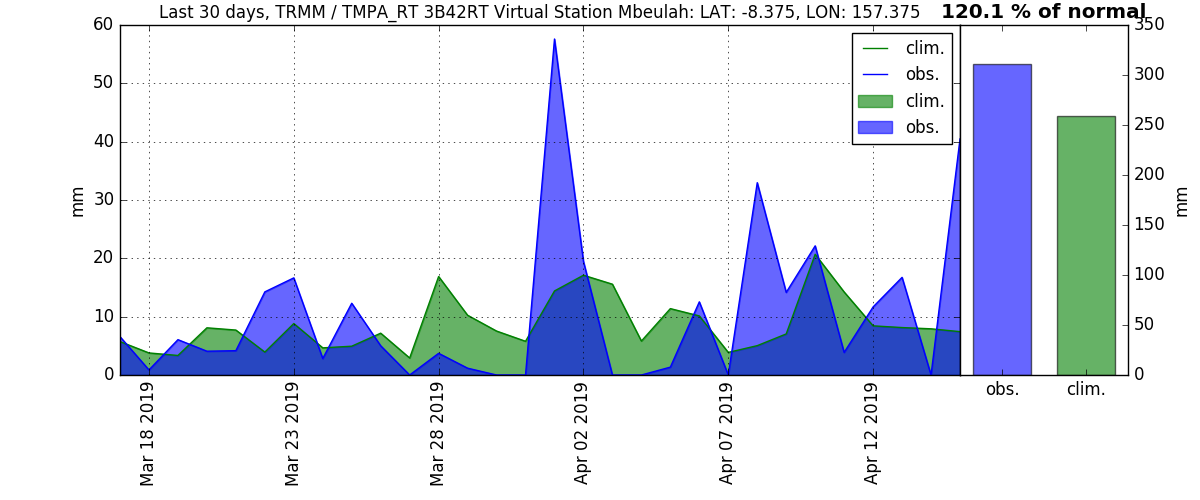 Last 30 days, TRMM / TMPA_RT 3B42RT Virtual Station Mbeulah: LAT: -8.375, LON: 157.375
120.1 % of normal
60
50
40
30
20
10
0
mm
clim.
obs.
clim.
obs.
350
300
250
200
150
100
50
0
mm
Mar 18 2019
Mar 23 2019
Mar 28 2019
Apr 02 2019
Apr 07 2019
Apr 12 2019
obs.
clim.